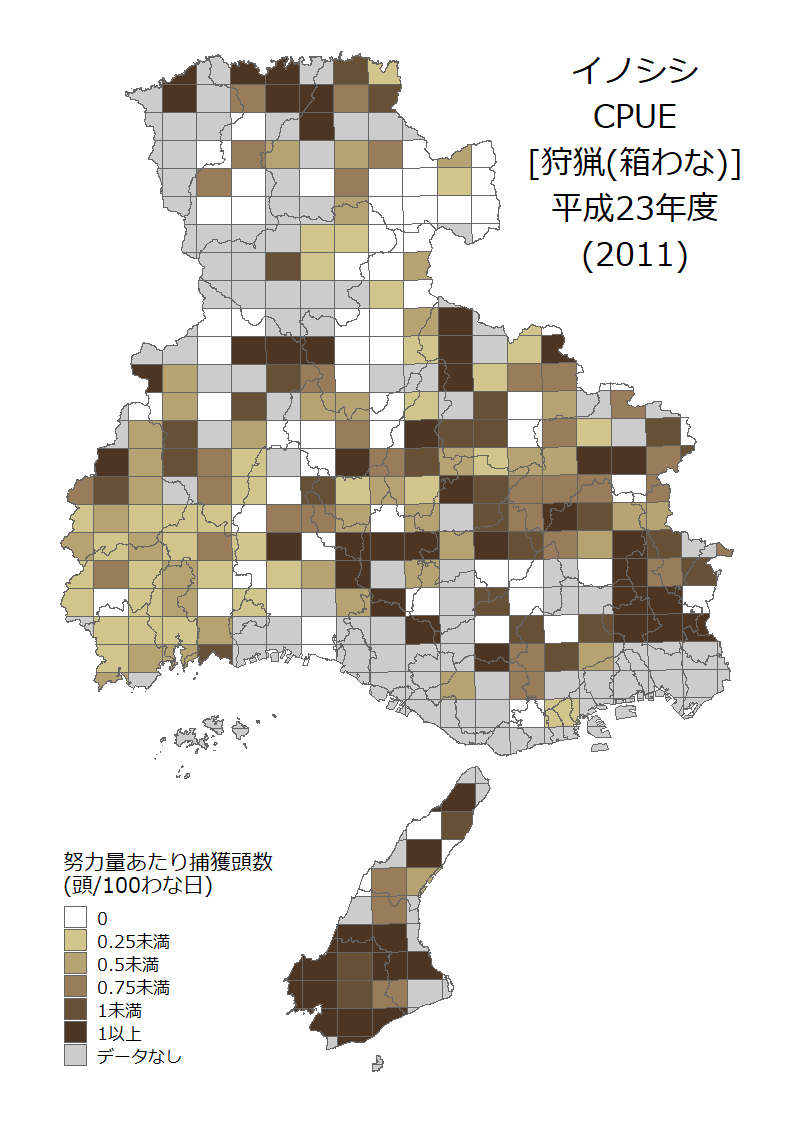 イノシシ
CPUE
[狩猟(箱わな)]
平成23年度
(2011)
努力量あたり捕獲頭数
(頭/100わな日)
0
0.25未満
0.5未満
0.75未満
1未満
1以上
データなし